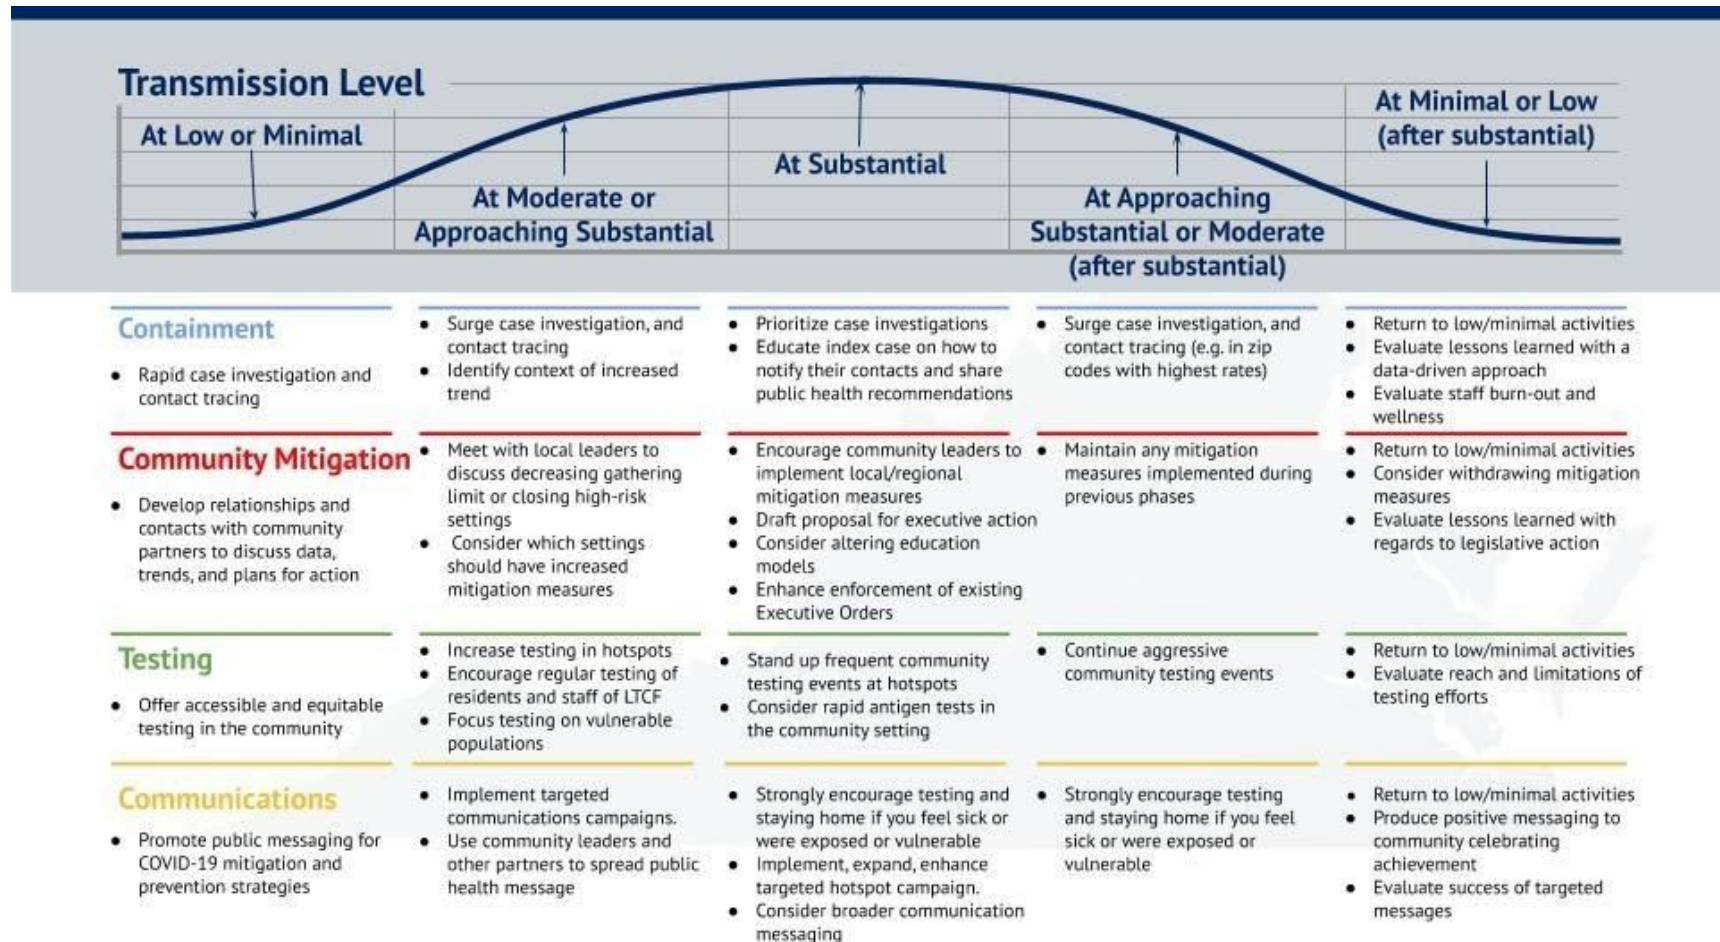 Transmission Level
At Low or Minimal
At Moderate or
Approaching Substantial
At Substantial
At Approaching
Substantial or Moderate
(after substantial)
At Minimal or Low
(after substantial)
Containment
● Rapid case investigation and
contact tracing
● Surge case investigation, and
contact tracing
● Identify context of increased
trend
● Prioritize case investigations
● Educate index case on how to
notify their contacts and share
public health recommendations
● Surge case investigation, and
contact tracing (e.g. in zip
codes with highest rates)
● Return to low/minimal activities
● Evaluate lessons learned with a
data-driven approach
● Evaluate staff burn-out and
wellness
Community Mitigation
● Develop relationships and
contacts with community
partners to discuss data,
trends, and plans for action
● Meet with local leaders to
discuss decreasing gathering
limit or closing high-risk
settings
● Consider which settings
should have increased
mitigation measures
● Encourage community leaders to
implement local/regional
mitigation measures
● Draft proposal for executive action
● Consider altering education
models
● Enhance enforcement of existing
Executive Orders
● Maintain any mitigation
measures implemented during
previous phases
● Return to low/minimal activities
● Consider withdrawing mitigation
measures
● Evaluate lessons learned with
regards to legislative action
Testing
● Offer accessible and equitable
testing in the community
● Increase testing in hotspots
● Encourage regular testing of
residents and staff of LTCF
● Focus testing on vulnerable
populations
● Stand up frequent community
testing events at hotspots
● Consider rapid antigen tests in
the community setting
● Continue aggressive
community testing events
● Return to low/minimal activities
● Evaluate reach and limitations of
testing efforts
Communications
● Promote public messaging for
COVID-19 mitigation and
prevention strategies
● Implement targeted
communications campaigns.
● Use community leaders and
other partners to spread public
health message
● Strongly encourage testing and
staying home if you feel sick or
were exposed or vulnerable
● Implement, expand, enhance
targeted hotspot campaign.
● Consider broader communication
messaging
● Strongly encourage testing
and staying home if you feel
sick or were exposed or
vulnerable
● Return to low/minimal activities
● Produce positive messaging to
community celebrating
achievement
● Evaluate success of targeted
messages